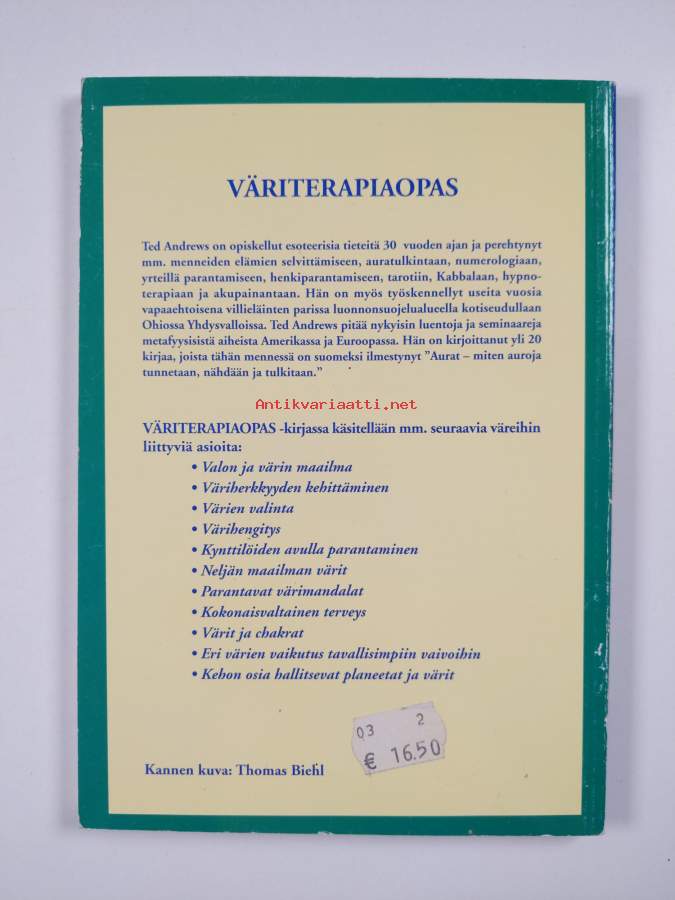 VÄRITERAPIAOPAS
Ted Andrews on opiskellut esoteerisia tieteitä 30 vuoden ajan ja perehtynyt
mm. menneiden elämien selvittämiseen, auratulkintaan, numerologiaan,
yrteillä parantamiseen, henkiparantamiseen, tarotiin, Kabbalaan, hypno-
terapiaan ja akupainantaan. Hän on myös työskennellyt useita vuosia
vapaaehtoisena villieläinten parissa luonnonsuojelualueella kotiseudullaan
Ohiossa Yhdysvalloissa. Ted Andrews pitää nykyisin luentoja ja seminaareja
metafyysisistä aiheista Amerikassa ja Euroopassa. Hän on kirjoittanut yli 20
kirjaa, joista tähän mennessä on suomeksi ilmestynyt ”Aurat – miten auroja
tunnetaan, nähdään ja tulkitaan.”
Antikvariaatti.net
VÄRITERAPIAOPAS -kirjassa käsitellään mm. seuraavia väreihin
liittyviä asioita:
• Valon ja värin maailma
• Väriherkkyyden kehittäminen
• Värien valinta
• Värihengitys
• Kynttilöiden avulla parantaminen
• Neljän maailman värit
• Parantavat värimandalat
• Kokonaisvaltainen terveys
• Värit ja chakrat
• Eri värien vaikutus tavallisimpiin vaivoihin
• Kehon osia hallitsevat planeetat ja värit
03 2
€ 16.50
Kannen kuva: Thomas Biehl